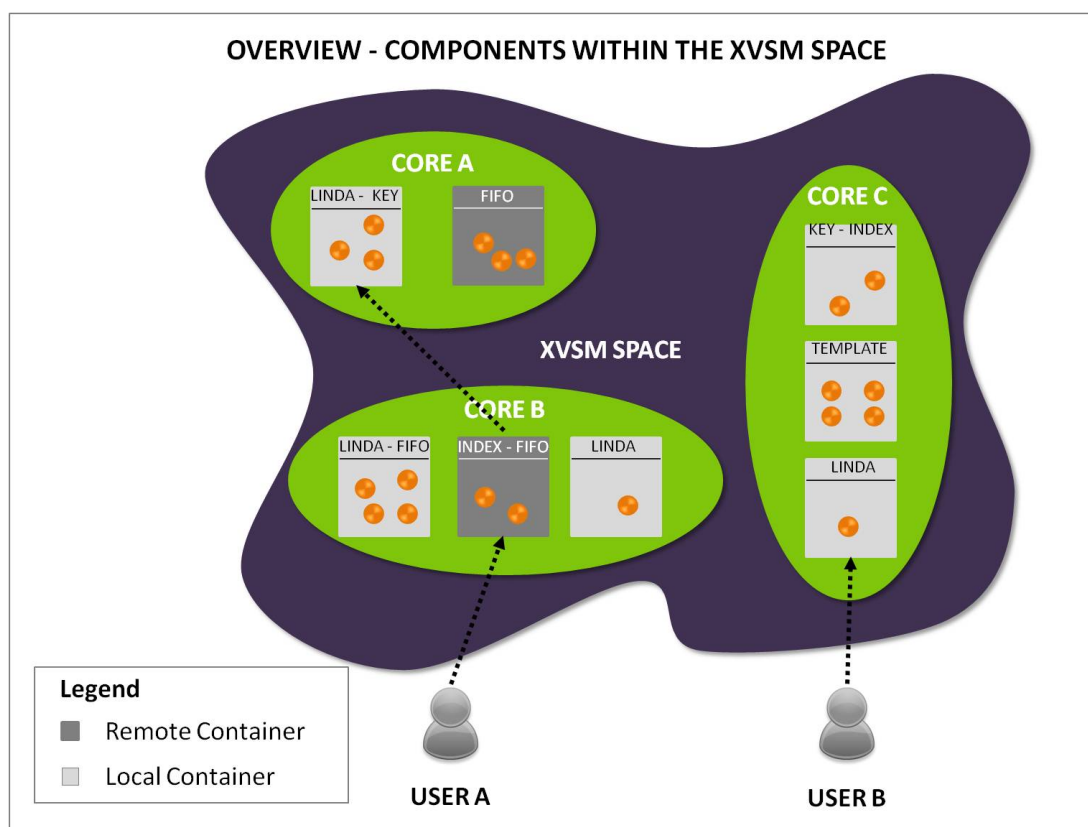 OVERVIEW - COMPONENTS WITHIN THE XVSM SPACE
CORE A
LINDA - KEY
FIFO
CORE C
KEY - INDEX
TEMPLATE
LINDA
XVSM SPACE
CORE B
LINDA - FIFO
INDEX - FIFO
LINDA
Legend
Remote Container
Local Container
USER A
USER B